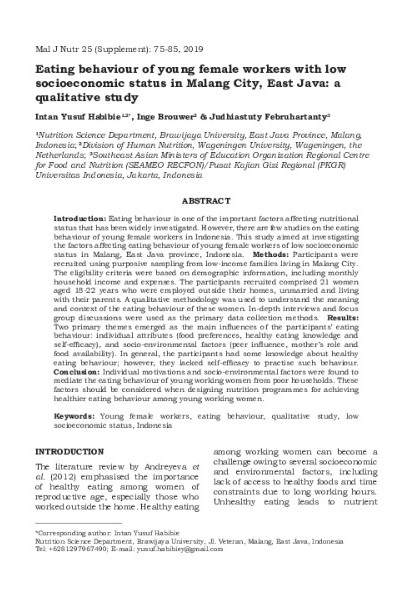 Mal J Nutr 25 (Supplement): 75-85, 2019
Eating behaviour of young female workers with low
socioeconomic status in Malang City, East Java: a
qualitative study
Intan Yusuf Habibie¹,²*, Inge Brouwer² & Judhiastuty Februhartanty³
¹Nutrition Science Department, Brawijaya University, East Java Province, Malang,
Indonesia; ²Division of Human Nutrition, Wageningen University, Wageningen, the
Netherlands; ³Southeast Asian Ministers of Education Organization Regional Centre
for Food and Nutrition (SEAMEO RECFON)/Pusat Kajian Gizi Regional (PKGR)
Universitas Indonesia, Jakarta, Indonesia
ABSTRACT
Introduction: Eating behaviour is one of the important factors affecting nutritional
status that has been widely investigated. However, there are few studies on the eating
behaviour of young female workers in Indonesia. This study aimed at investigating
the factors affecting eating behaviour of young female workers of low socioeconomic
status in Malang, East Java province, Indonesia. Methods: Participants were
recruited using purposive sampling from low-income families living in Malang City.
The eligibility criteria were based on demographic information, including monthly
household income and expenses. The participants recruited comprised 21 women
aged 18-22 years who were employed outside their homes, unmarried and living
with their parents. A qualitative methodology was used to understand the meaning
and context of the eating behaviour of these women. In-depth interviews and focus
group discussions were used as the primary data collection methods. Results:
Two primary themes emerged as the main influences of the participants' eating
behaviour: individual attributes (food preferences, healthy eating knowledge and
self-efficacy), and socio-environmental factors (peer influence, mother's role and
food availability). In general, the participants had some knowledge about healthy
eating behaviour; however, they lacked self-efficacy to practise such behaviour.
Conclusion: Individual motivations and socio-environmental factors were found to
mediate the eating behaviour of young working women from poor households. These
factors should be considered when designing nutrition programmes for achieving
healthier eating behaviour among young working women.
Keywords: Young female workers, eating behaviour, qualitative study, low
socioeconomic status, Indonesia
INTRODUCTION
The literature review by Andreyeva et
al. (2012) emphasised the importance
of healthy eating among women of
reproductive age, especially those who
worked outside the home. Healthy eating
among working women can become a
challenge owing to several socioeconomic
and environmental factors, including
lack of access to healthy foods and time
constraints due to long working hours.
Unhealthy eating leads to nutrient
*Corresponding author: Intan Yusuf Habibie
Nutrition Science Department, Brawijaya University, Jl. Veteran, Malang, East Java, Indonesia
Tel: +6281297967490; E-mail: yusuf.habibiey@gmail.com